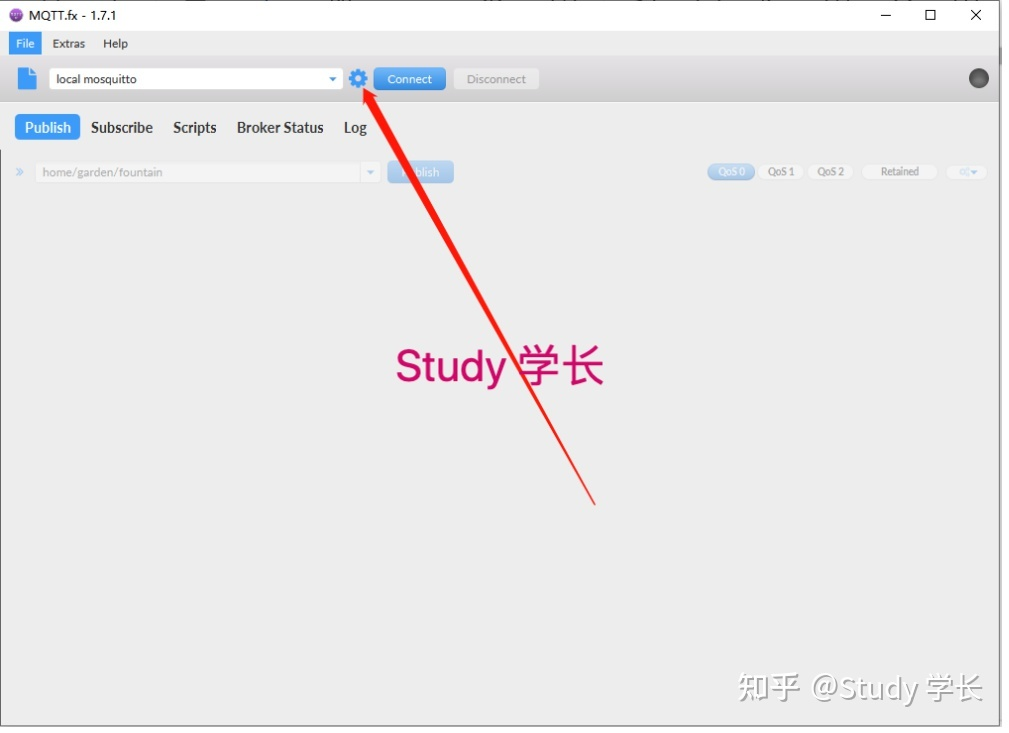 MQTT.fx - 1.7.1
File Extras Help
local mosquitto Connect Disconnect
Publish Subscribe Scripts Broker Status Log
» home/garden/fountain Publish QoS 0 QoS 1 QoS 2 Retained
Study 学长
知乎 @Study 学长